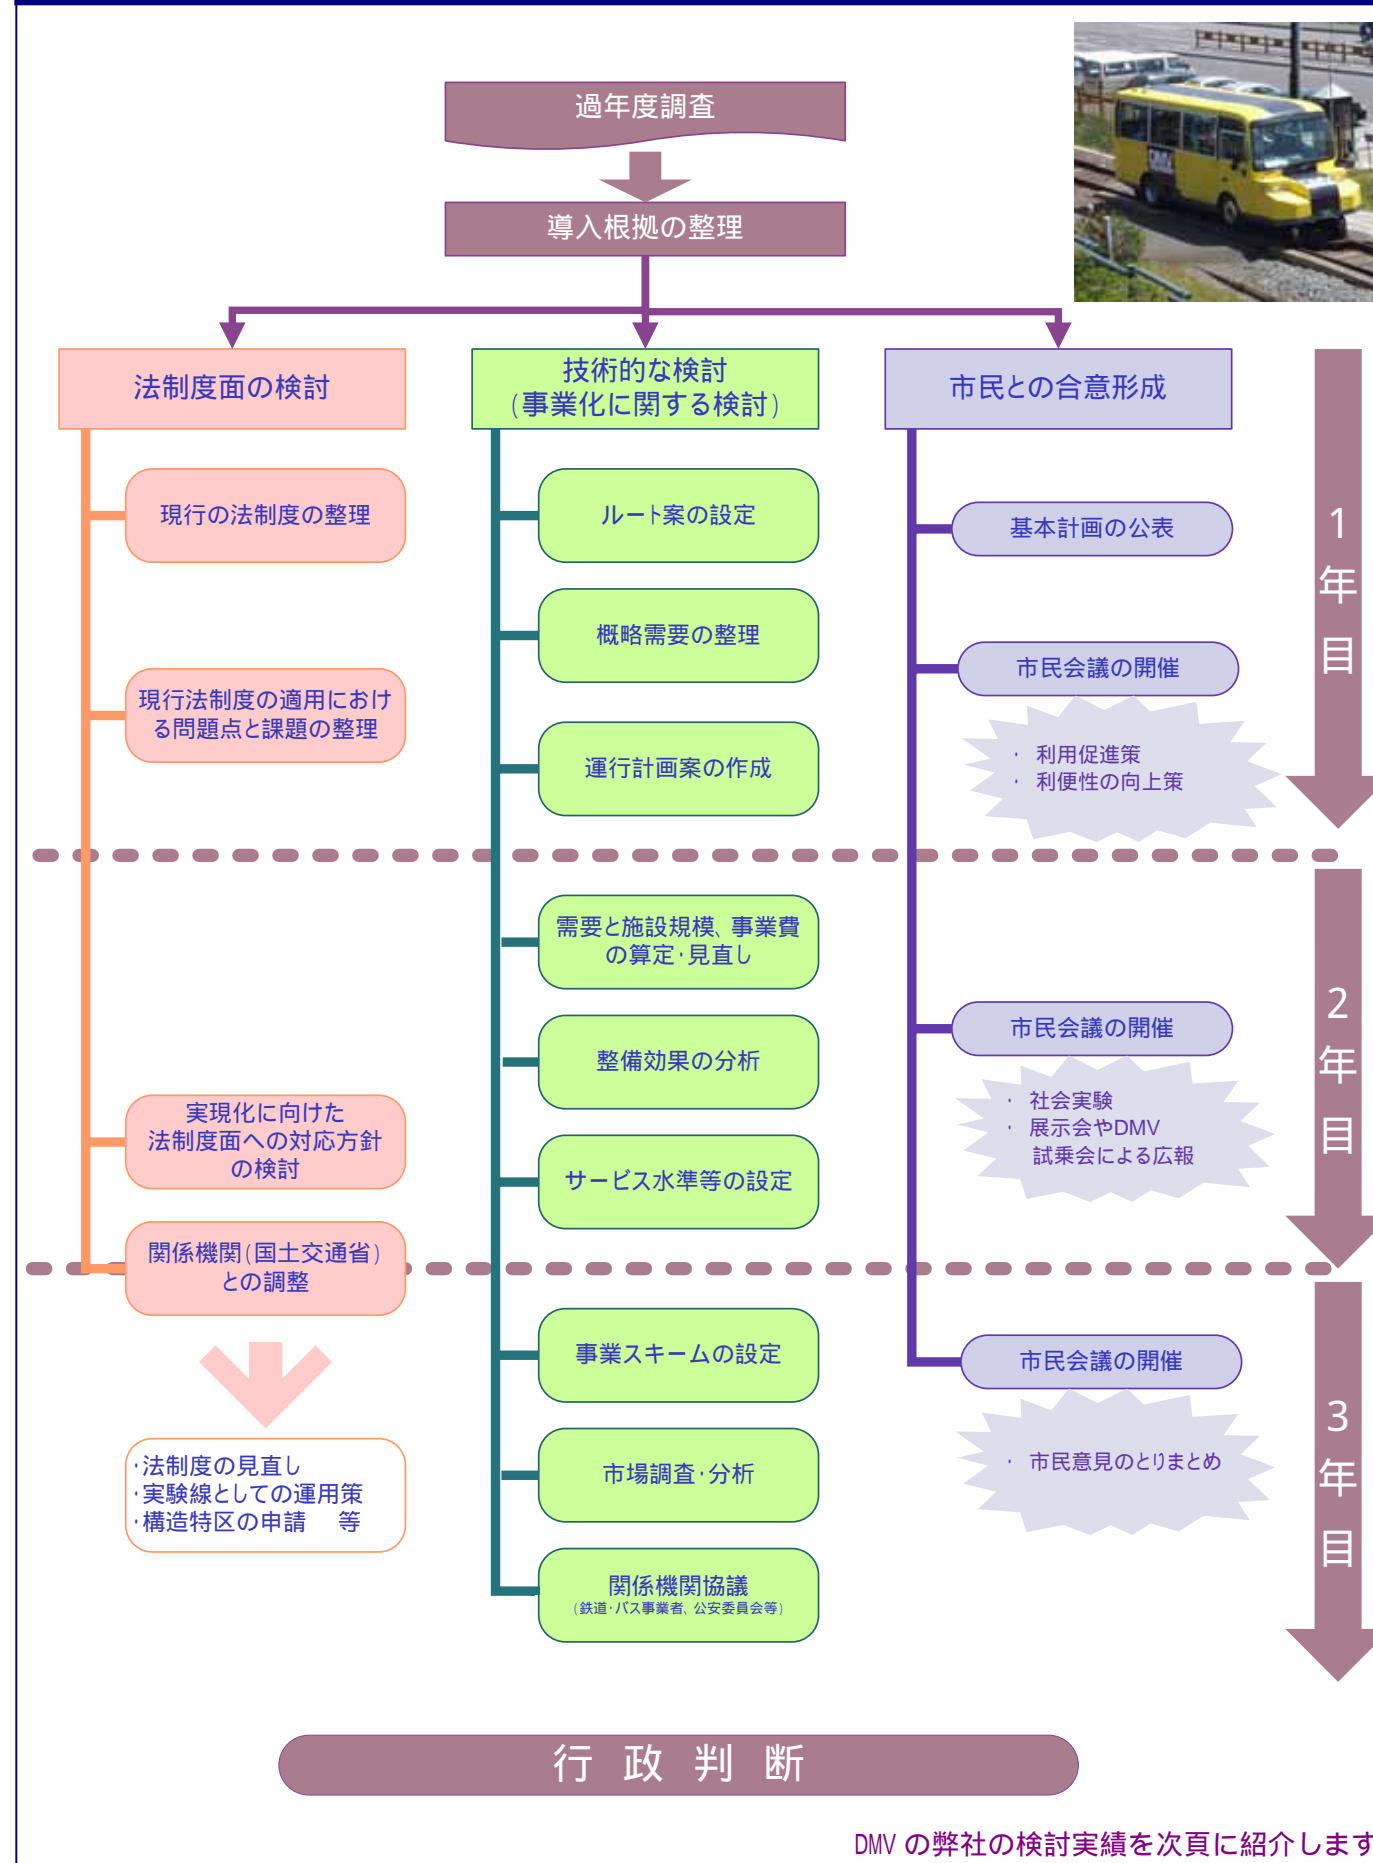 過年度調査
導入根拠の整理
法制度面の検討
現行の法制度の整理
現行法制度の適用におけ
る問題点と課題の整理
実現化に向けた
法制度面への対応方針
の検討
関係機関(国土交通省)
との調整
・法制度の見直し
・実験線としての運用策
・構造特区の申請　等
技術的な検討
(事業化に関する検討)
ルート案の設定
概略需要の整理
運行計画案の作成
需要と施設規模、事業費
の算定・見直し
整備効果の分析
サービス水準等の設定
事業スキームの設定
市場調査・分析
関係機関協議
(鉄道・バス事業者、公安委員会等)
市民との合意形成
基本計画の公表
市民会議の開催
・ 利用促進策
・ 利便性の向上策
市民会議の開催
・ 社会実験
・ 展示会やDMV
試乗会による広報
市民会議の開催
・ 市民意見のとりまとめ
1年目
2年目
3年目
行政判断
DMVの弊社の検討実績を次頁に紹介します
DMV